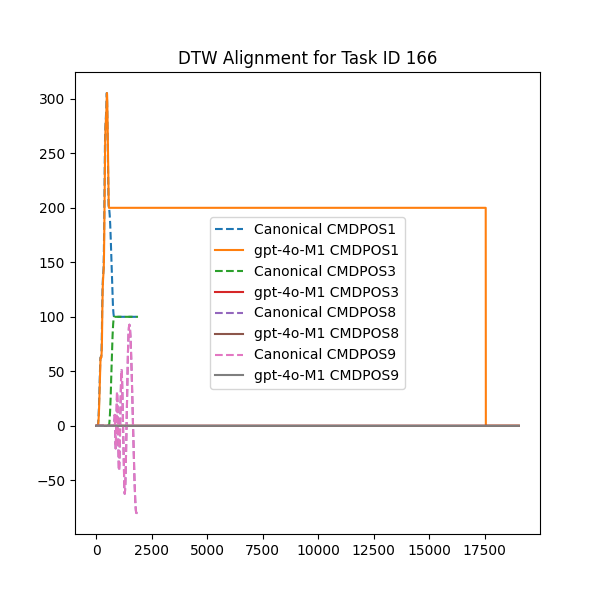 DTW Alignment for Task ID 166
300
250
200
150
100
50
0
−50
Canonical CMDPOS1
gpt-4o-M1 CMDPOS1
Canonical CMDPOS3
gpt-4o-M1 CMDPOS3
Canonical CMDPOS8
gpt-4o-M1 CMDPOS8
Canonical CMDPOS9
gpt-4o-M1 CMDPOS9
0 2500 5000 7500 10000 12500 15000 17500